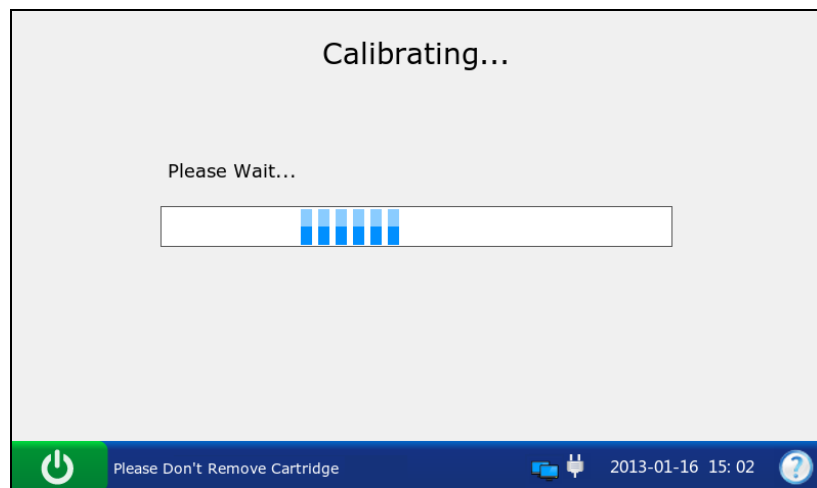 Calibrating...
Please Wait...
Please Don't Remove Cartridge
2013-01-16 15: 02
?